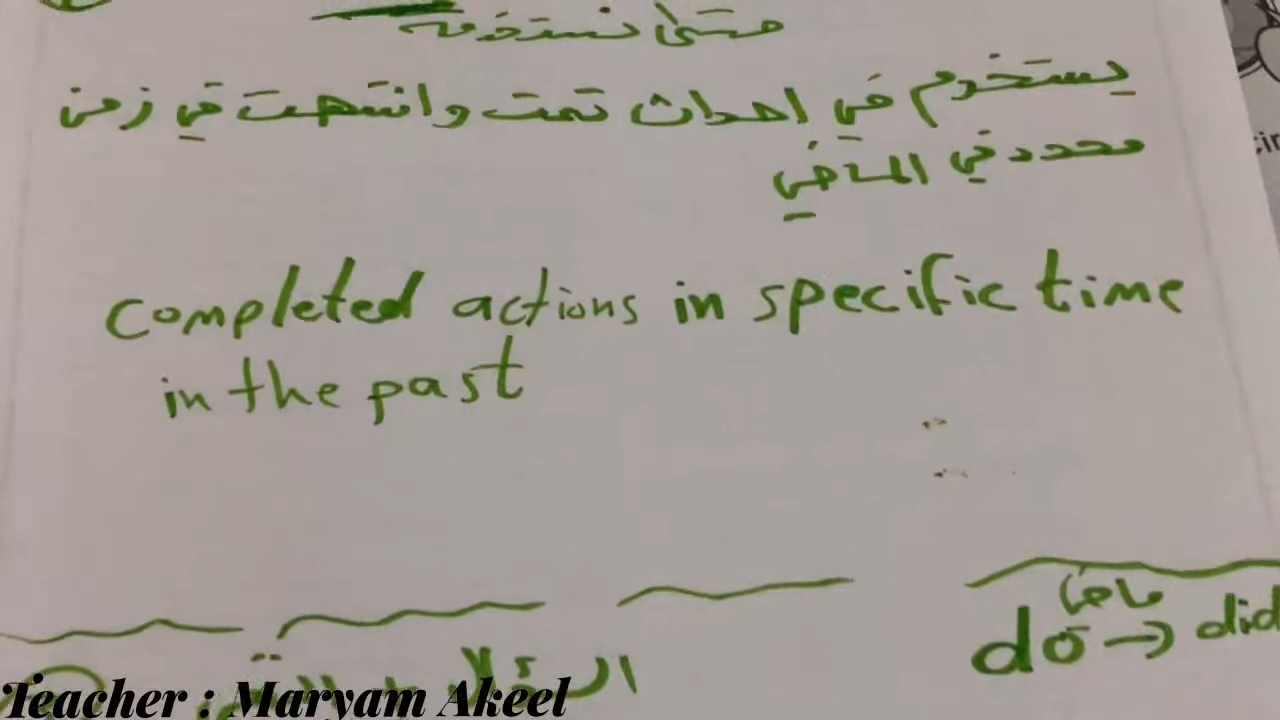 متى نستخدمه
يستخدم في احداث تمت وانتهت في زمن
محدد في الماضي
completed actions in specific time
in the past
do → did
Teacher : Maryam Akeel